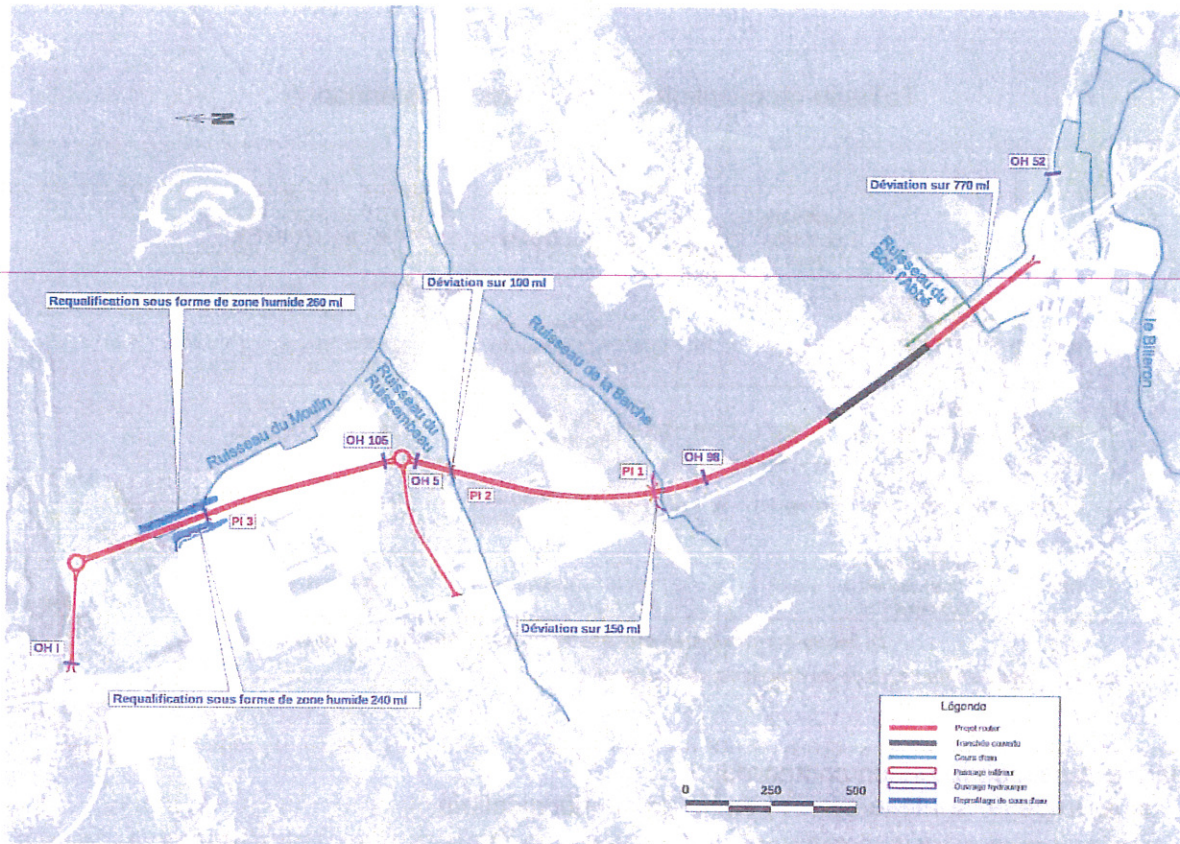 N
OH 52
Déviation sur 770 ml
Ruisseau du
Bois l'Abbé
Déviation sur 100 ml
Requalification sous forme de zone humide 260 ml
Ruisseau de la Barche
le Billeron
Ruisseau du Moulin
Ruisseau du
Ruissembeau
OH 105
OH 5
PI 1
OH 98
PI 2
PI 3
Déviation sur 150 ml
OH I
Requalification sous forme de zone humide 240 ml
Légende
Projet routier
Tranchée couverte
Cours d'eau
Passage inférieur
Ouvrage hydraulique
Reprofilage de cours d'eau
0 250 500